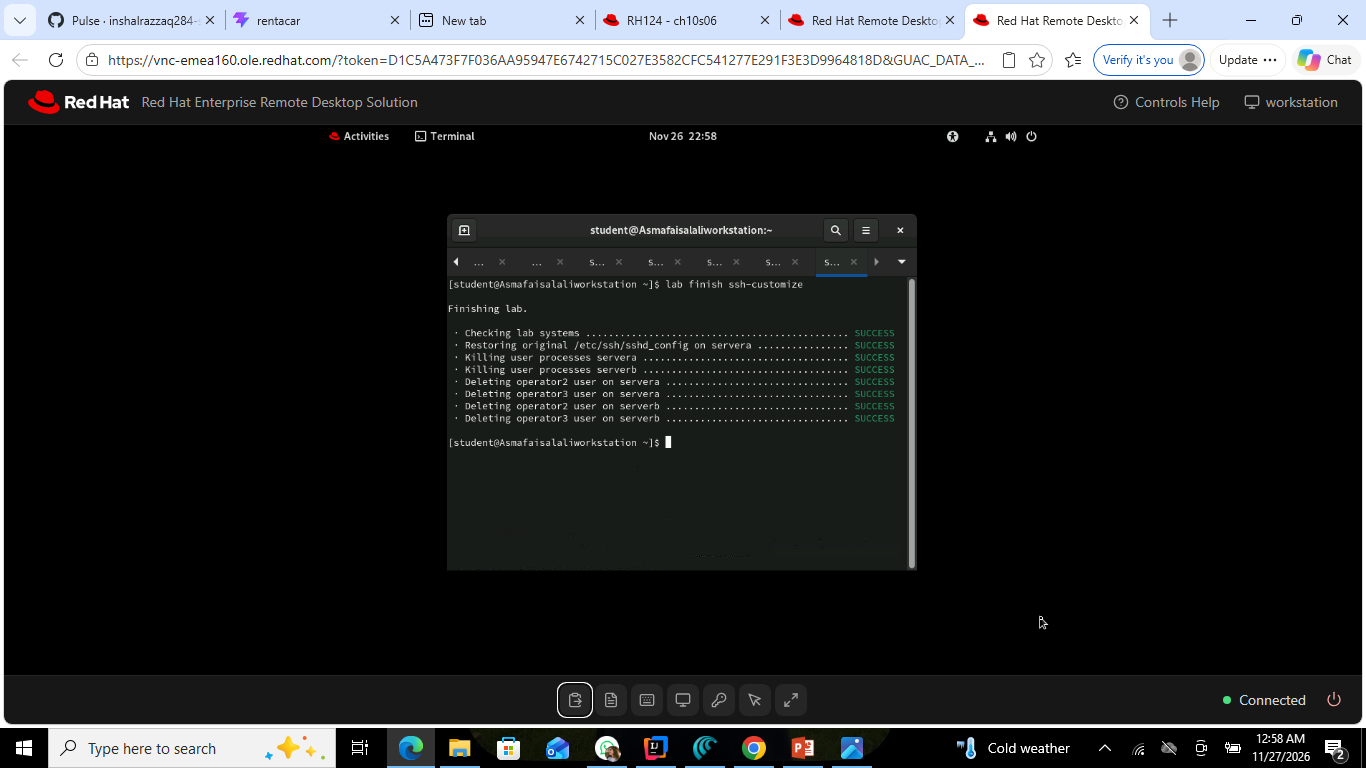 Pulse · inshalrazzaq284-
rentacar
New tab
RH124 - ch10s06
Red Hat Remote Deskto
Red Hat Remote Deskto
https://vnc-emea160.ole.redhat.com/?token=D1C5A473F7F036AA95947E6742715C027E3582CFC541277E291F3E3D9964818D&GUAC_DATA_...
Verify it's you
Update
Chat
Red Hat
Red Hat Enterprise Remote Desktop Solution
Controls Help
workstation
Activities
Terminal
Nov 26 22:58
student@Asmafaisalaliworkstation:~
...
...
s...
s...
s...
s...
s...
[student@Asmafaisalaliworkstation ~]$ lab finish ssh-customize
Finishing lab.
· Checking lab systems .............................................. SUCCESS
· Restoring original /etc/ssh/sshd_config on servera ................ SUCCESS
· Killing user processes servera .................................... SUCCESS
· Killing user processes serverb .................................... SUCCESS
· Deleting operator2 user on servera ................................ SUCCESS
· Deleting operator3 user on servera ................................ SUCCESS
· Deleting operator2 user on serverb ................................ SUCCESS
· Deleting operator3 user on serverb ................................ SUCCESS
[student@Asmafaisalaliworkstation ~]$
Connected
Type here to search
Cold weather
12:58 AM
11/27/2026
2